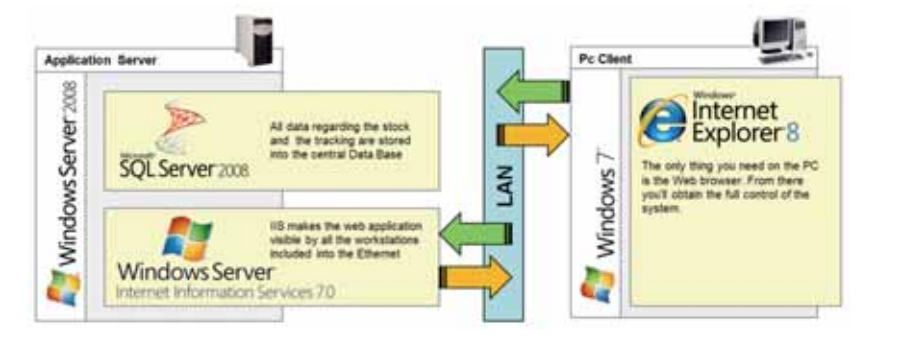 Application Server
Windows Server 2008
Microsoft
SQL Server 2008
All data regarding the stock
and the tracking are stored
into the central Data Base
Windows Server
Internet Information Services 7.0
IIS makes the web application
visible by all the workstations
included into the Ethernet
LAN
Pc Client
Windows 7
Windows
Internet
Explorer 8
The only thing you need on the PC
is the Web browser. From there
you'll obtain the full control of the
system.